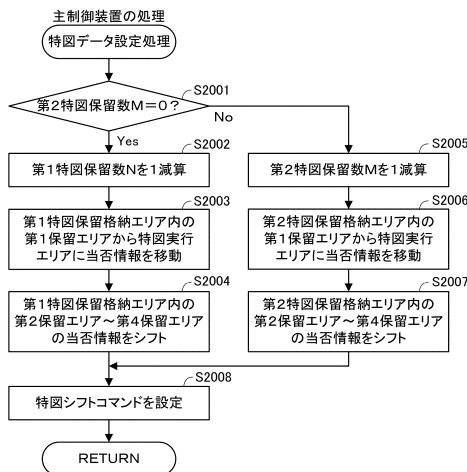 主制御装置の処理
特図データ設定処理
S2001
第2特図保留数M=0?
No
Yes
S2002
第1特図保留数Nを1減算
S2003
第1特図保留格納エリア内の
第1保留エリアから特図実行
エリアに当否情報を移動
S2004
第1特図保留格納エリア内の
第2保留エリア～第4保留エリア
の当否情報をシフト
S2005
第2特図保留数Mを1減算
S2006
第2特図保留格納エリア内の
第1保留エリアから特図実行
エリアに当否情報を移動
S2007
第2特図保留格納エリア内の
第2保留エリア～第4保留エリア
の当否情報をシフト
S2008
特図シフトコマンドを設定
RETURN